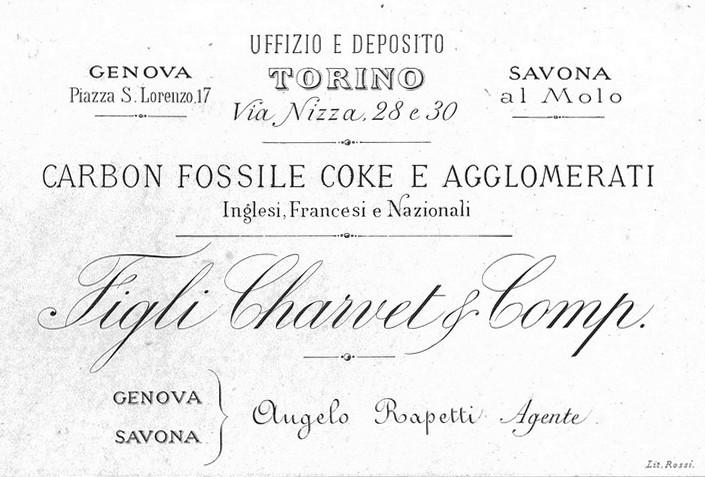 UFFIZIO E DEPOSITO
TORINO
Via Nizza, 28 e 30
GENOVA
Piazza S. Lorenzo, 17
SAVONA
al Molo
CARBON FOSSILE COKE E AGGLOMERATI
Inglesi, Francesi e Nazionali
Figli Charvet & Comp.
GENOVA
SAVONA
Angelo Rapetti Agente
Lit. Rossi.